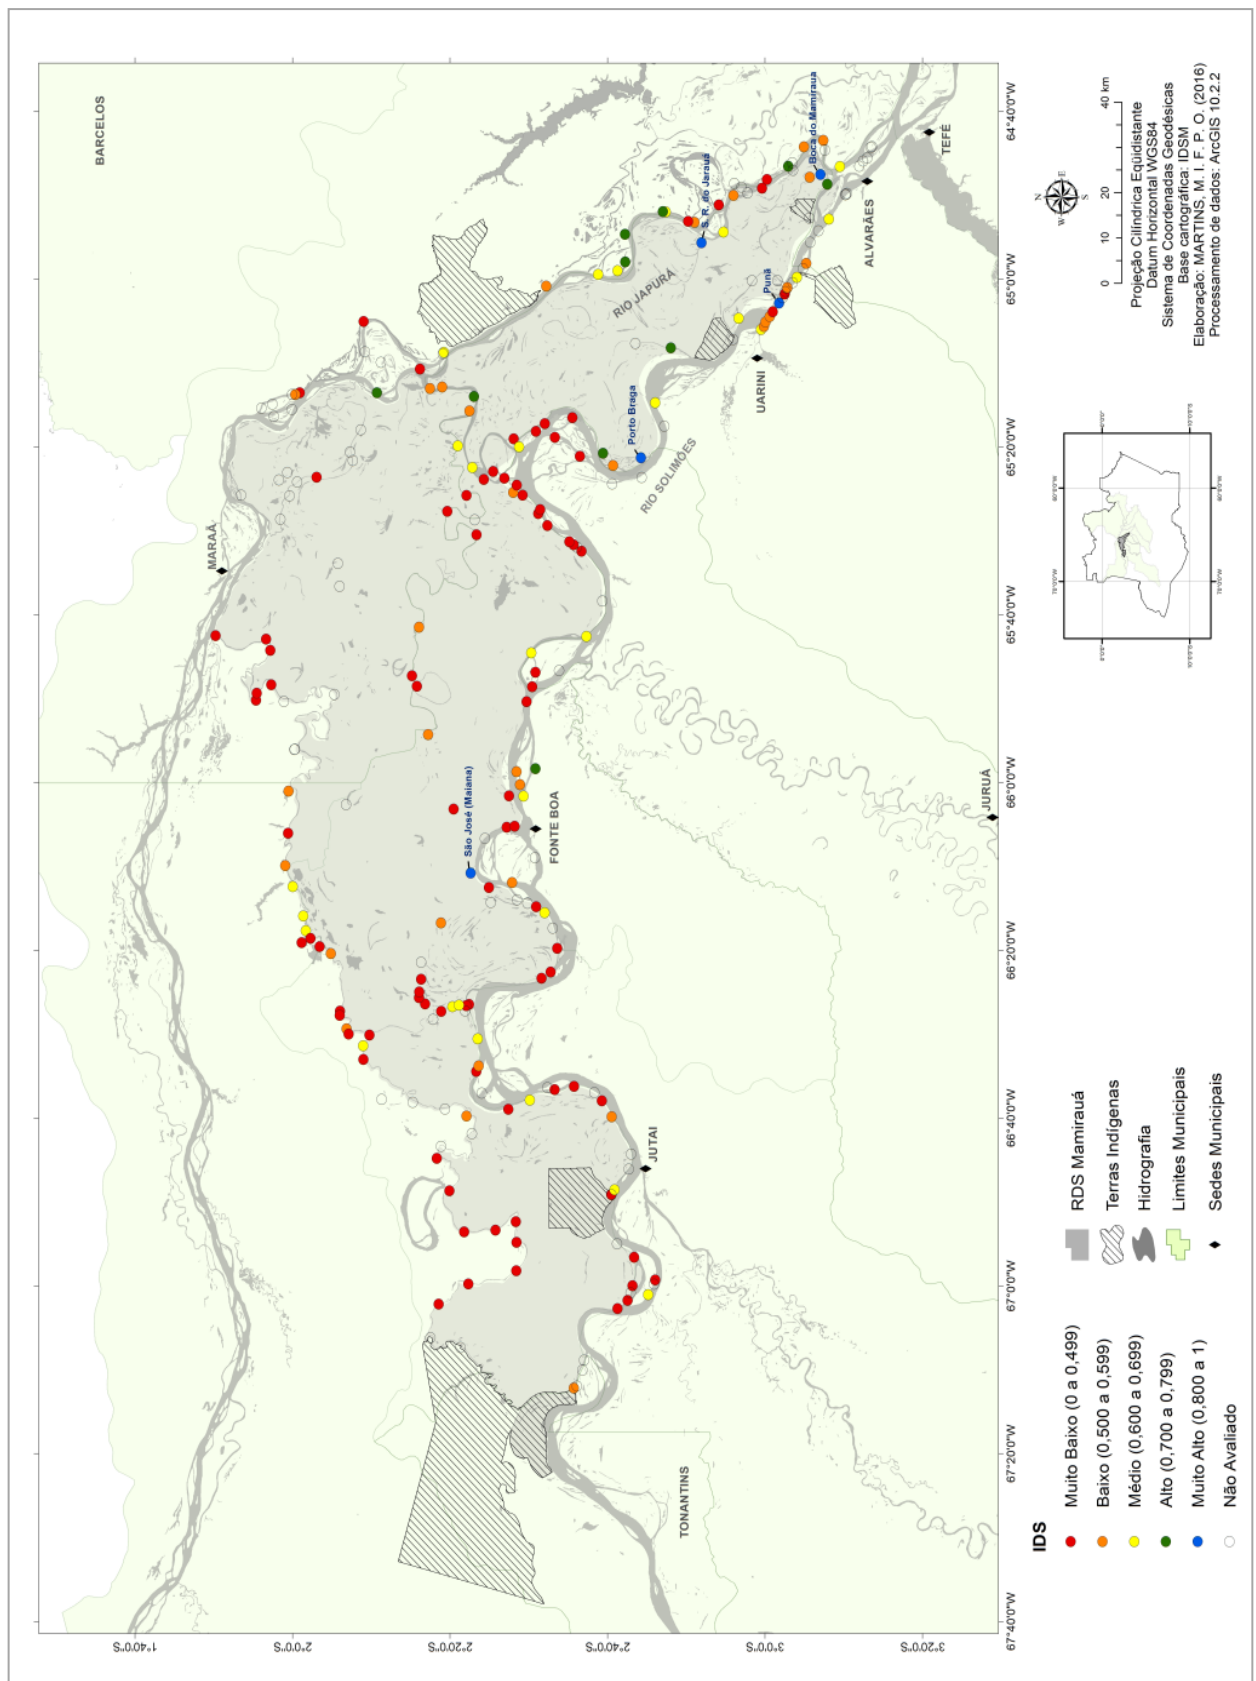 BARCELOS
MARAÃ
RIO JAPURÁ
S. R. do Jarauá
Boca do Mamirauá
TEFÉ
ALVARÃES
Punã
UARINI
Porto Braga
RIO SOLIMÕES
São José (Maiana)
FONTE BOA
JURUÁ
JUTAI
TONANTINS
67°40'0"W
67°20'0"W
67°0'0"W
66°40'0"W
66°20'0"W
66°0'0"W
65°40'0"W
65°20'0"W
65°0'0"W
64°40'0"W
1°40'0"S
2°0'0"S
2°20'0"S
2°40'0"S
3°0'0"S
3°20'0"S
IDS
Muito Baixo (0 a 0,499)
Baixo (0,500 a 0,599)
Médio (0,600 a 0,699)
Alto (0,700 a 0,799)
Muito Alto (0,800 a 1)
Não Avaliado
RDS Mamirauá
Terras Indígenas
Hidrografia
Limites Municipais
Sedes Municipais
N
W
E
S
0 10 20 40 km
Projeção Cilíndrica Eqüidistante
Datum Horizontal WGS84
Sistema de Coordenadas Geodésicas
Base cartográfica: IDSM
Elaboração: MARTINS, M. I. F. P. O. (2016)
Processamento de dados: ArcGIS 10.2.2